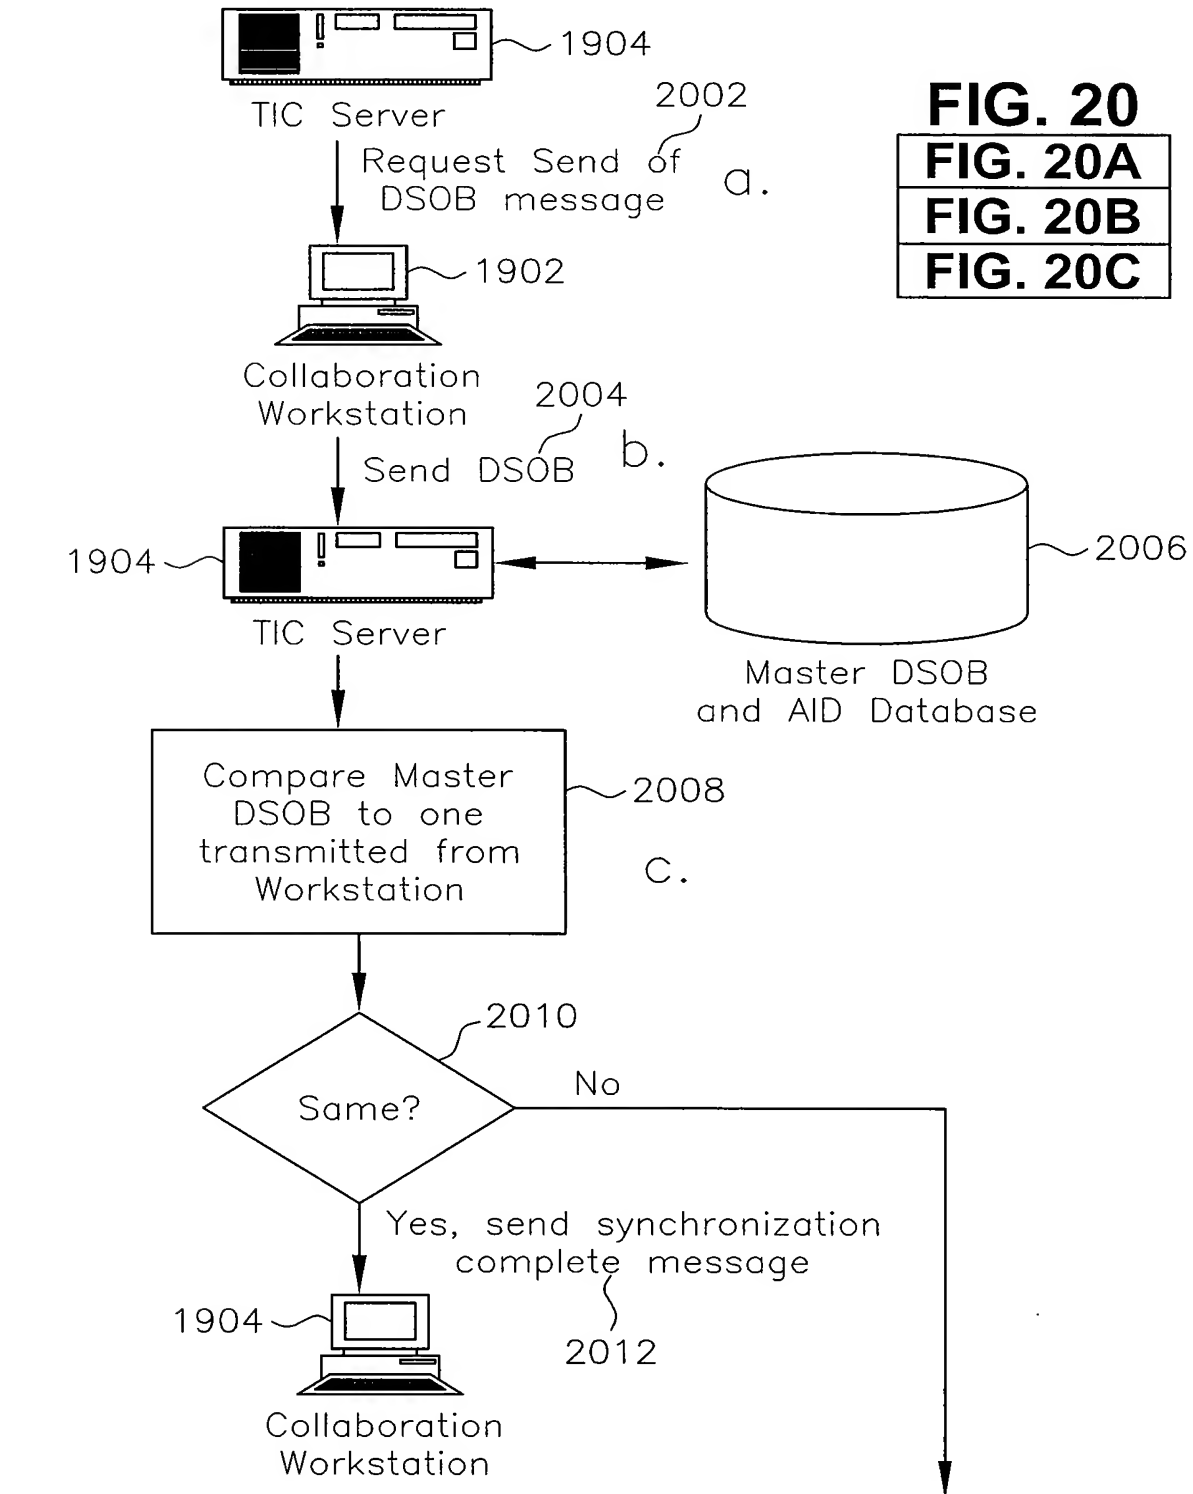 1904
TIC Server
2002
Request Send of
DSOB message
a.
FIG. 20
FIG. 20A
FIG. 20B
FIG. 20C
1902
Collaboration
Workstation
2004
Send DSOB
b.
1904
TIC Server
2006
Master DSOB
and AID Database
Compare Master
DSOB to one
transmitted from
Workstation
2008
c.
2010
Same?
No
Yes, send synchronization
complete message
2012
1904
Collaboration
Workstation